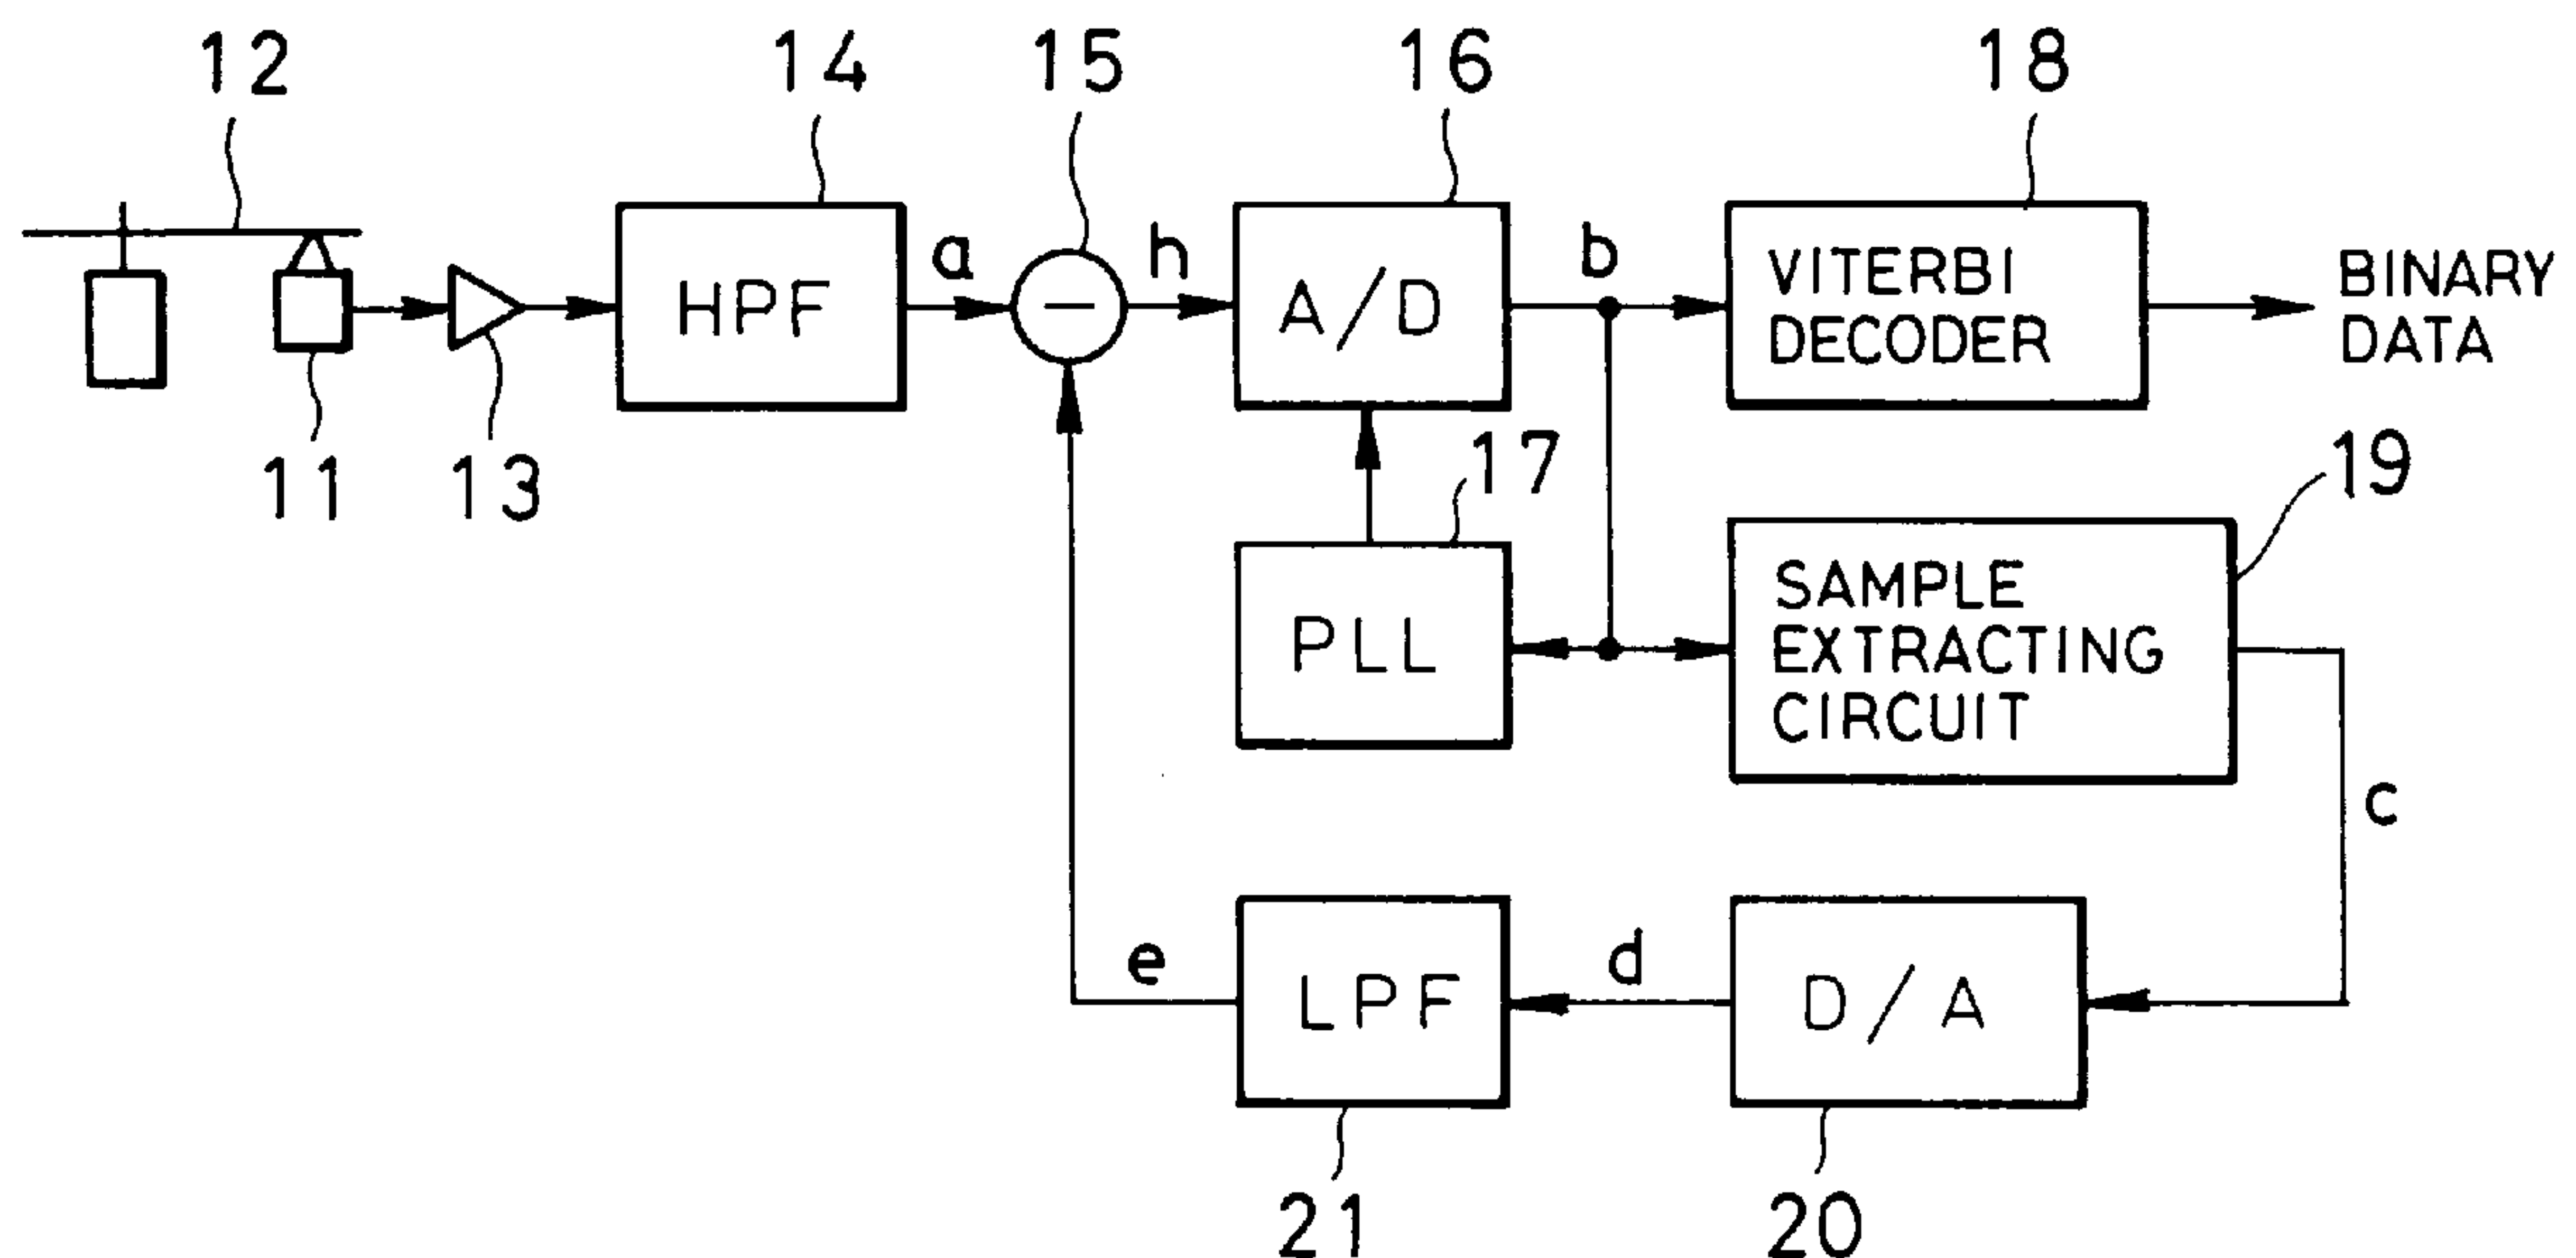 12
14
15
16
18
HPF
a
h
A/D
b
VITERBI
DECODER
BINARY
DATA
11
13
17
19
PLL
SAMPLE
EXTRACTING
CIRCUIT
c
e
LPF
d
D/A
21
20